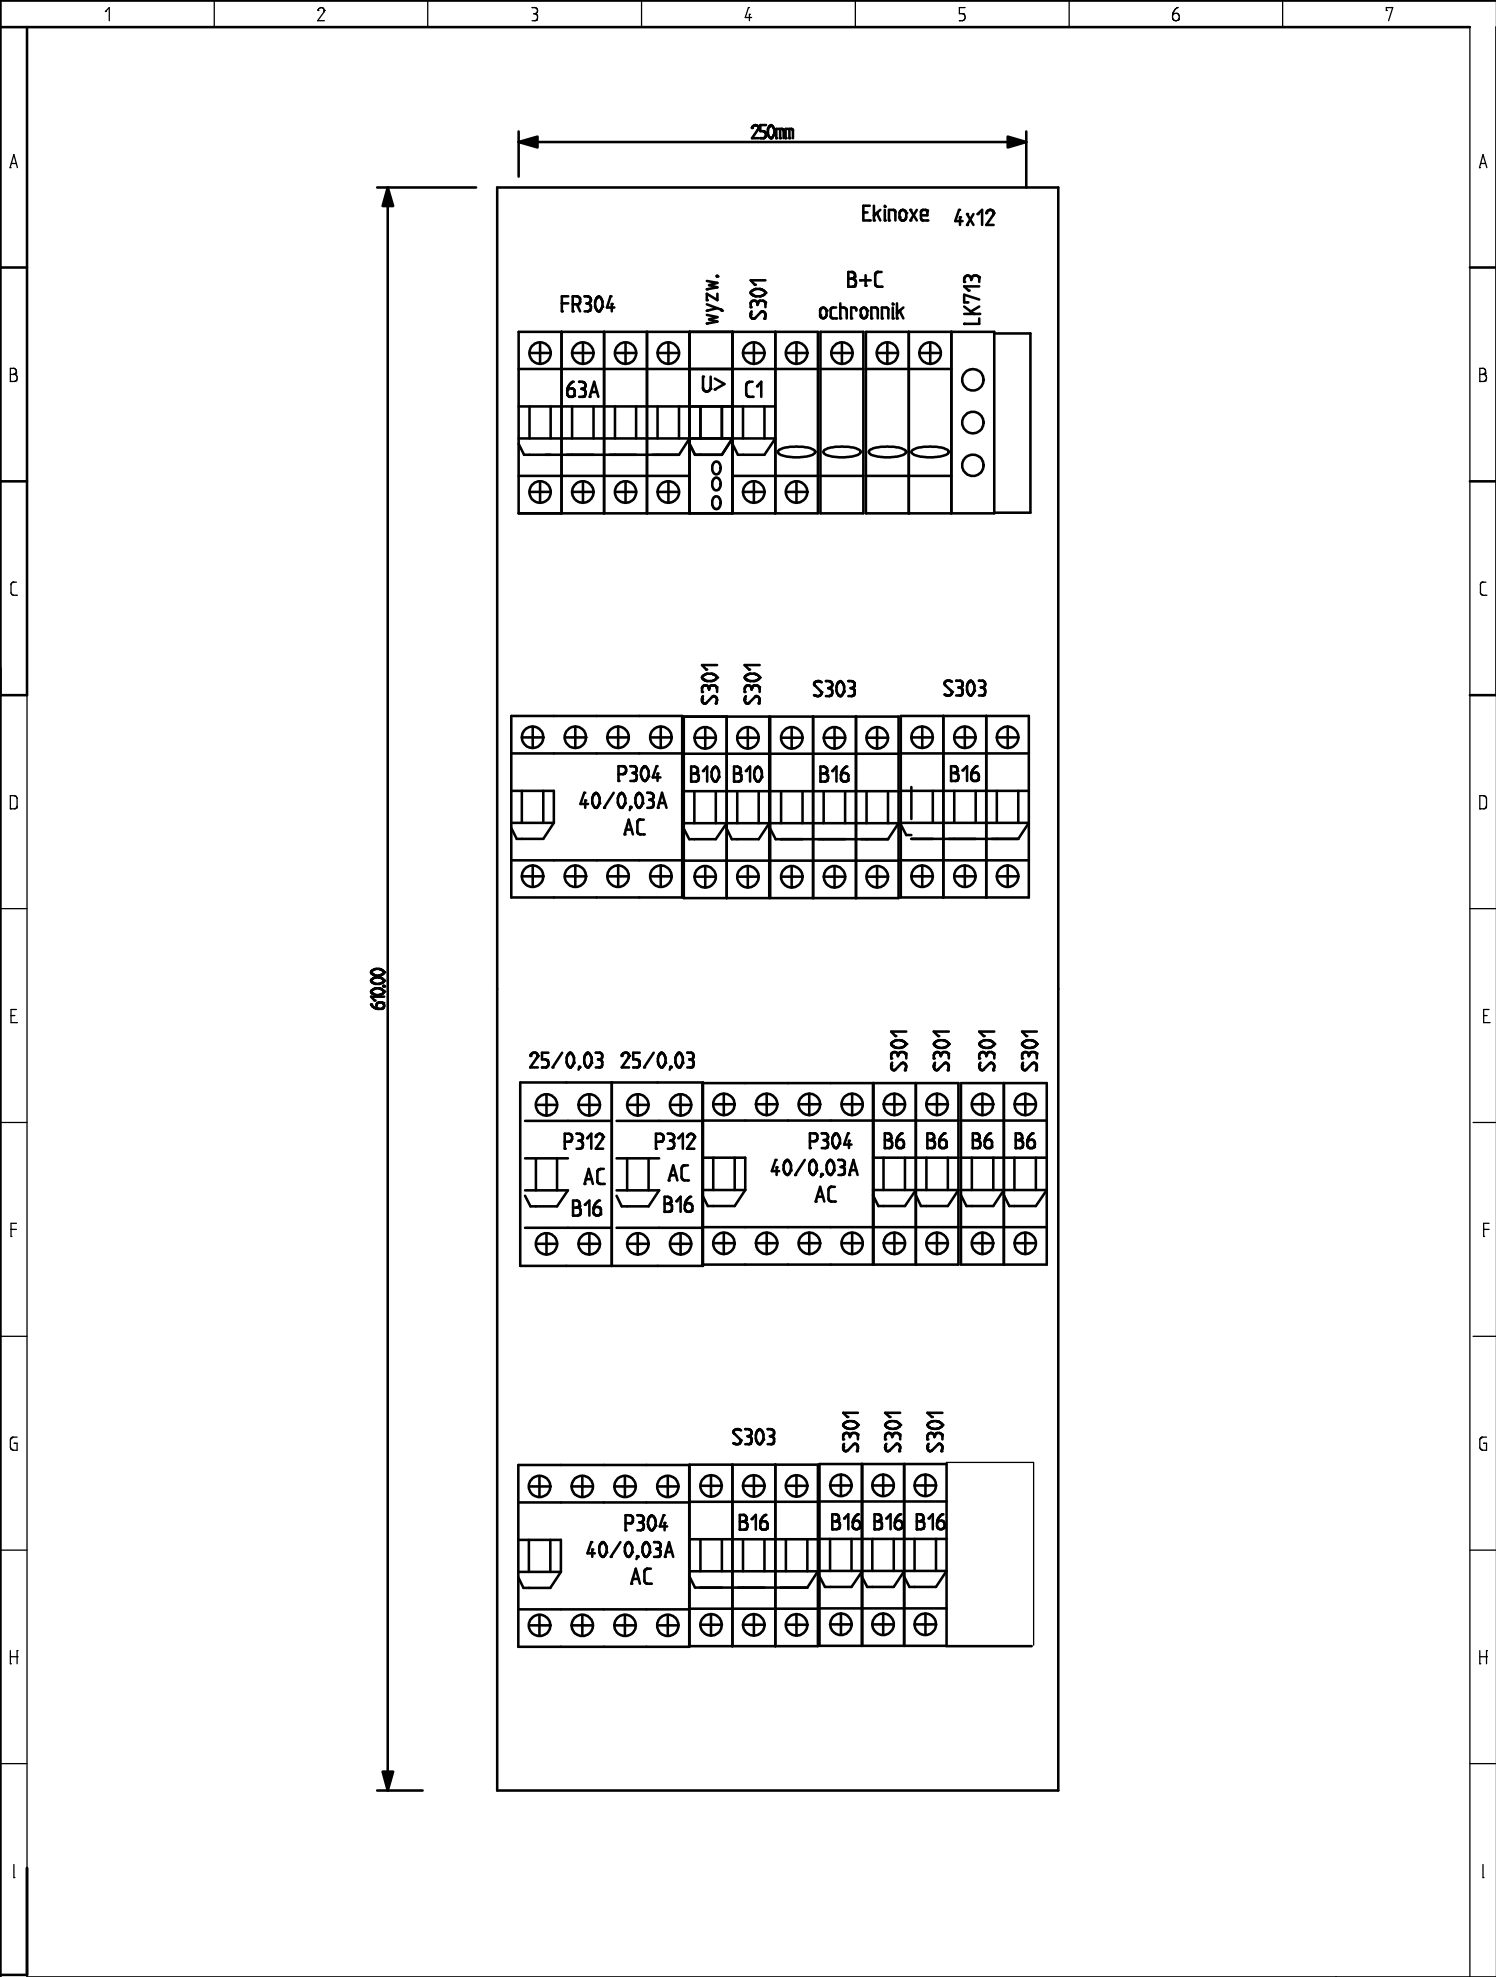 1 2 3 4 5 6 7
250mm
A A
Ekinoxe 4x12
FR304 wyzw. S301 B+C LK713
ochronnik
B B
63A U> C1
C C
S301 S301 S303 S303
P304 B10 B10 B16 B16
D 40/0,03A D
AC
610.00
E E
25/0,03 25/0,03 S301 S301 S301 S301
P312 P312 P304 B6 B6 B6 B6
AC AC 40/0,03A
B16 B16 AC
F F
S303 S301 S301 S301
G G
P304 B16 B16 B16 B16
40/0,03A
AC
H H
I I